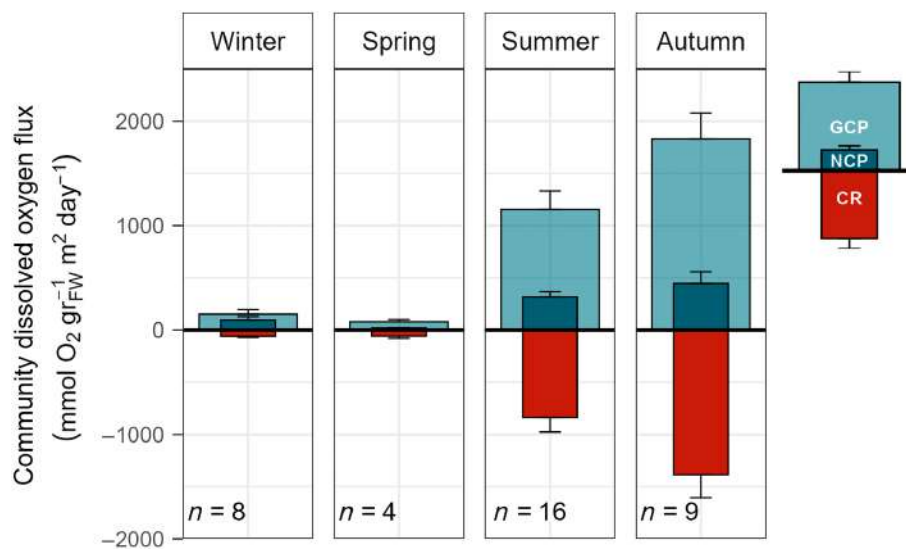 Winter
Spring
Summer
Autumn
Community dissolved oxygen flux
(mmol O₂ gr⁻¹FW m² day⁻¹)
2000
1000
0
–1000
–2000
n = 8
n = 4
n = 16
n = 9
GCP
NCP
CR